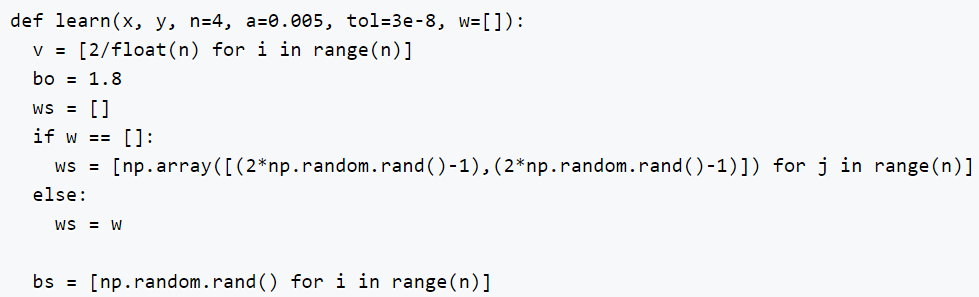 def learn(x, y, n=4, a=0.005, tol=3e-8, w=[]):
  v = [2/float(n) for i in range(n)]
  bo = 1.8
  ws = []
  if w == []:
    ws = [np.array([(2*np.random.rand()-1),(2*np.random.rand()-1)]) for j in range(n)]
  else:
    ws = w
  bs = [np.random.rand() for i in range(n)]